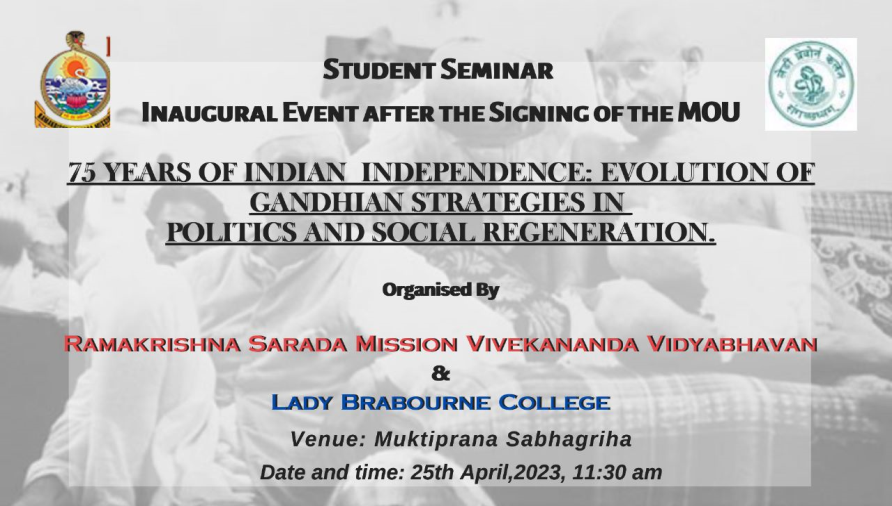 STUDENT SEMINAR
INAUGURAL EVENT AFTER THE SIGNING OF THE MOU
75 YEARS OF INDIAN INDEPENDENCE: EVOLUTION OF
GANDHIAN STRATEGIES IN
POLITICS AND SOCIAL REGENERATION.
Organised By
RAMAKRISHNA SARADA MISSION VIVEKANANDA VIDYABHAVAN
&
LADY BRABOURNE COLLEGE
Venue: Muktiprana Sabhagriha
Date and time: 25th April,2023, 11:30 am